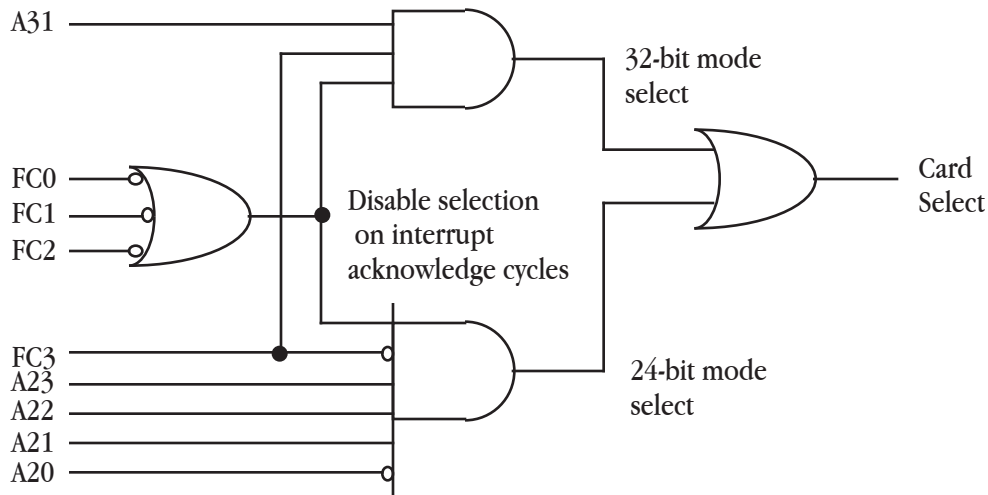 A31
32-bit mode
select
FC0
FC1
FC2
Disable selection
on interrupt
acknowledge cycles
Card
Select
FC3
A23
A22
A21
A20
24-bit mode
select